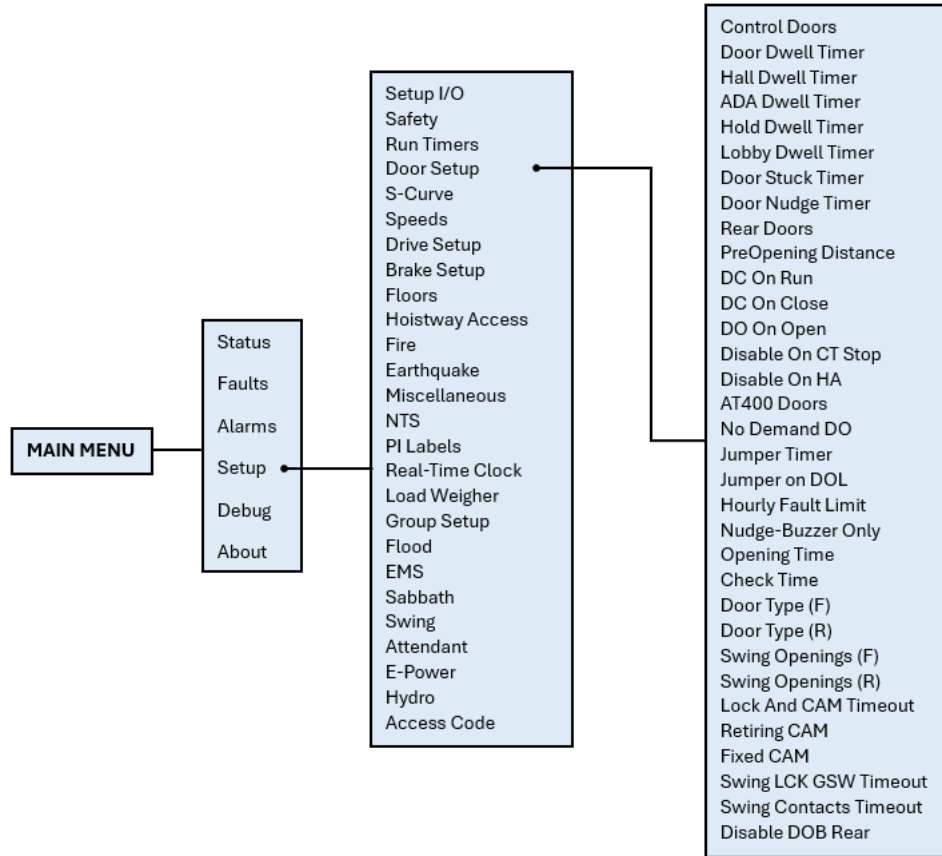 MAIN MENU
Status
Faults
Alarms
Setup
Debug
About
Setup I/O
Safety
Run Timers
Door Setup
S-Curve
Speeds
Drive Setup
Brake Setup
Floors
Hoistway Access
Fire
Earthquake
Miscellaneous
NTS
PI Labels
Real-Time Clock
Load Weigher
Group Setup
Flood
EMS
Sabbath
Swing
Attendant
E-Power
Hydro
Access Code
Control Doors
Door Dwell Timer
Hall Dwell Timer
ADA Dwell Timer
Hold Dwell Timer
Lobby Dwell Timer
Door Stuck Timer
Door Nudge Timer
Rear Doors
PreOpening Distance
DC On Run
DC On Close
DO On Open
Disable On CT Stop
Disable On HA
AT400 Doors
No Demand DO
Jumper Timer
Jumper on DOL
Hourly Fault Limit
Nudge-Buzzer Only
Opening Time
Check Time
Door Type (F)
Door Type (R)
Swing Openings (F)
Swing Openings (R)
Lock And CAM Timeout
Retiring CAM
Fixed CAM
Swing LCK GSW Timeout
Swing Contacts Timeout
Disable DOB Rear